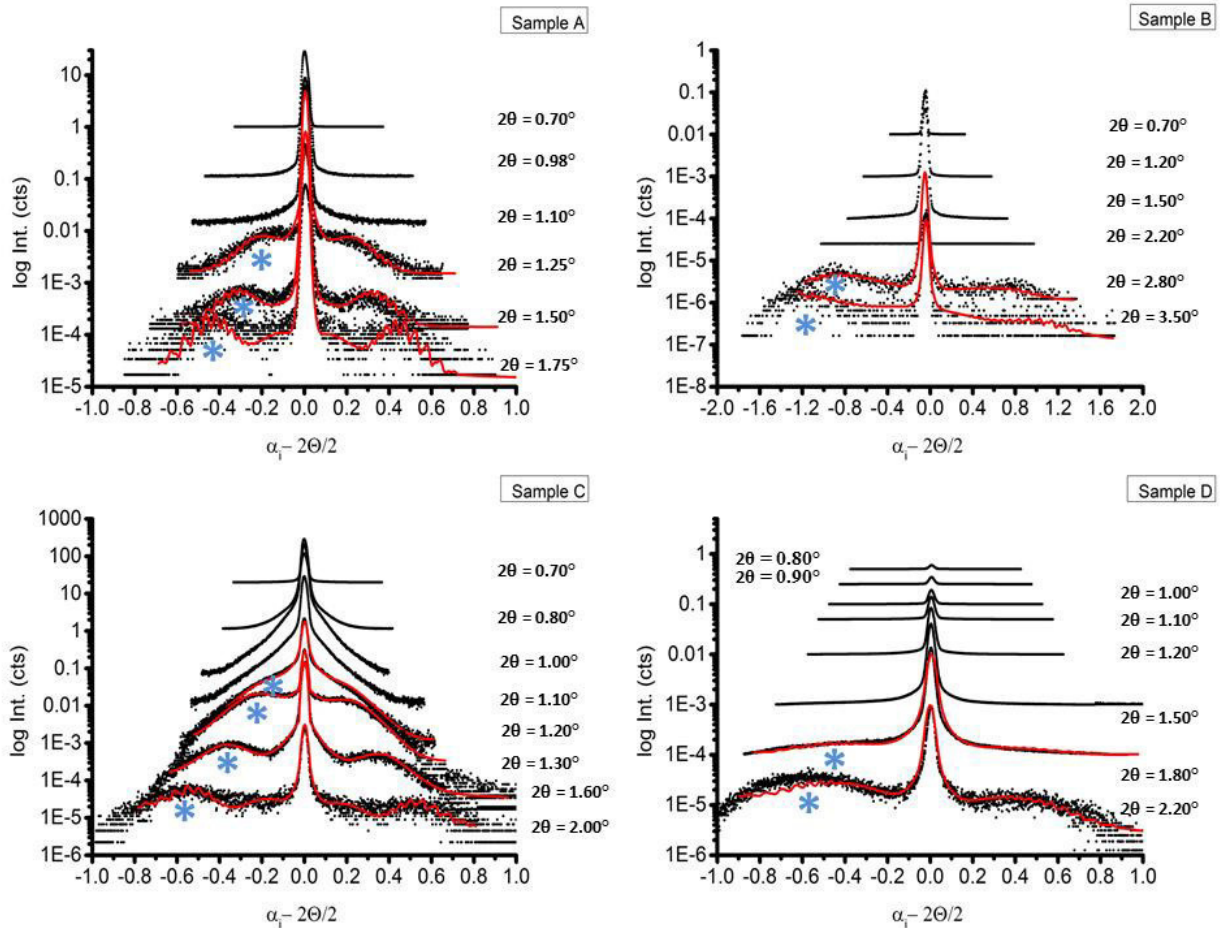 Sample A
log Int. (cts)
10
1
0.1
0.01
1E-3
1E-4
1E-5
2θ = 0.70°
2θ = 0.98°
2θ = 1.10°
2θ = 1.25°
2θ = 1.50°
2θ = 1.75°
*
*
*
-1.0 -0.8 -0.6 -0.4 -0.2 0.0 0.2 0.4 0.6 0.8 1.0
αi– 2Θ/2
Sample B
log Int. (cts)
1
0.1
0.01
1E-3
1E-4
1E-5
1E-6
1E-7
1E-8
2θ = 0.70°
2θ = 1.20°
2θ = 1.50°
2θ = 2.20°
2θ = 2.80°
2θ = 3.50°
*
*
-2.0 -1.6 -1.2 -0.8 -0.4 0.0 0.4 0.8 1.2 1.6 2.0
αi– 2Θ/2
Sample C
log Int. (cts)
1000
100
10
1
0.1
0.01
1E-3
1E-4
1E-5
1E-6
2θ = 0.70°
2θ = 0.80°
2θ = 1.00°
2θ = 1.10°
2θ = 1.20°
2θ = 1.30°
2θ = 1.60°
2θ = 2.00°
*
*
*
*
-1.0 -0.8 -0.6 -0.4 -0.2 0.0 0.2 0.4 0.6 0.8 1.0
αi– 2Θ/2
Sample D
log Int. (cts)
1
0.1
0.01
1E-3
1E-4
1E-5
1E-6
2θ = 0.80°
2θ = 0.90°
2θ = 1.00°
2θ = 1.10°
2θ = 1.20°
2θ = 1.50°
2θ = 1.80°
2θ = 2.20°
*
*
-1.0 -0.8 -0.6 -0.4 -0.2 0.0 0.2 0.4 0.6 0.8 1.0
αi– 2Θ/2